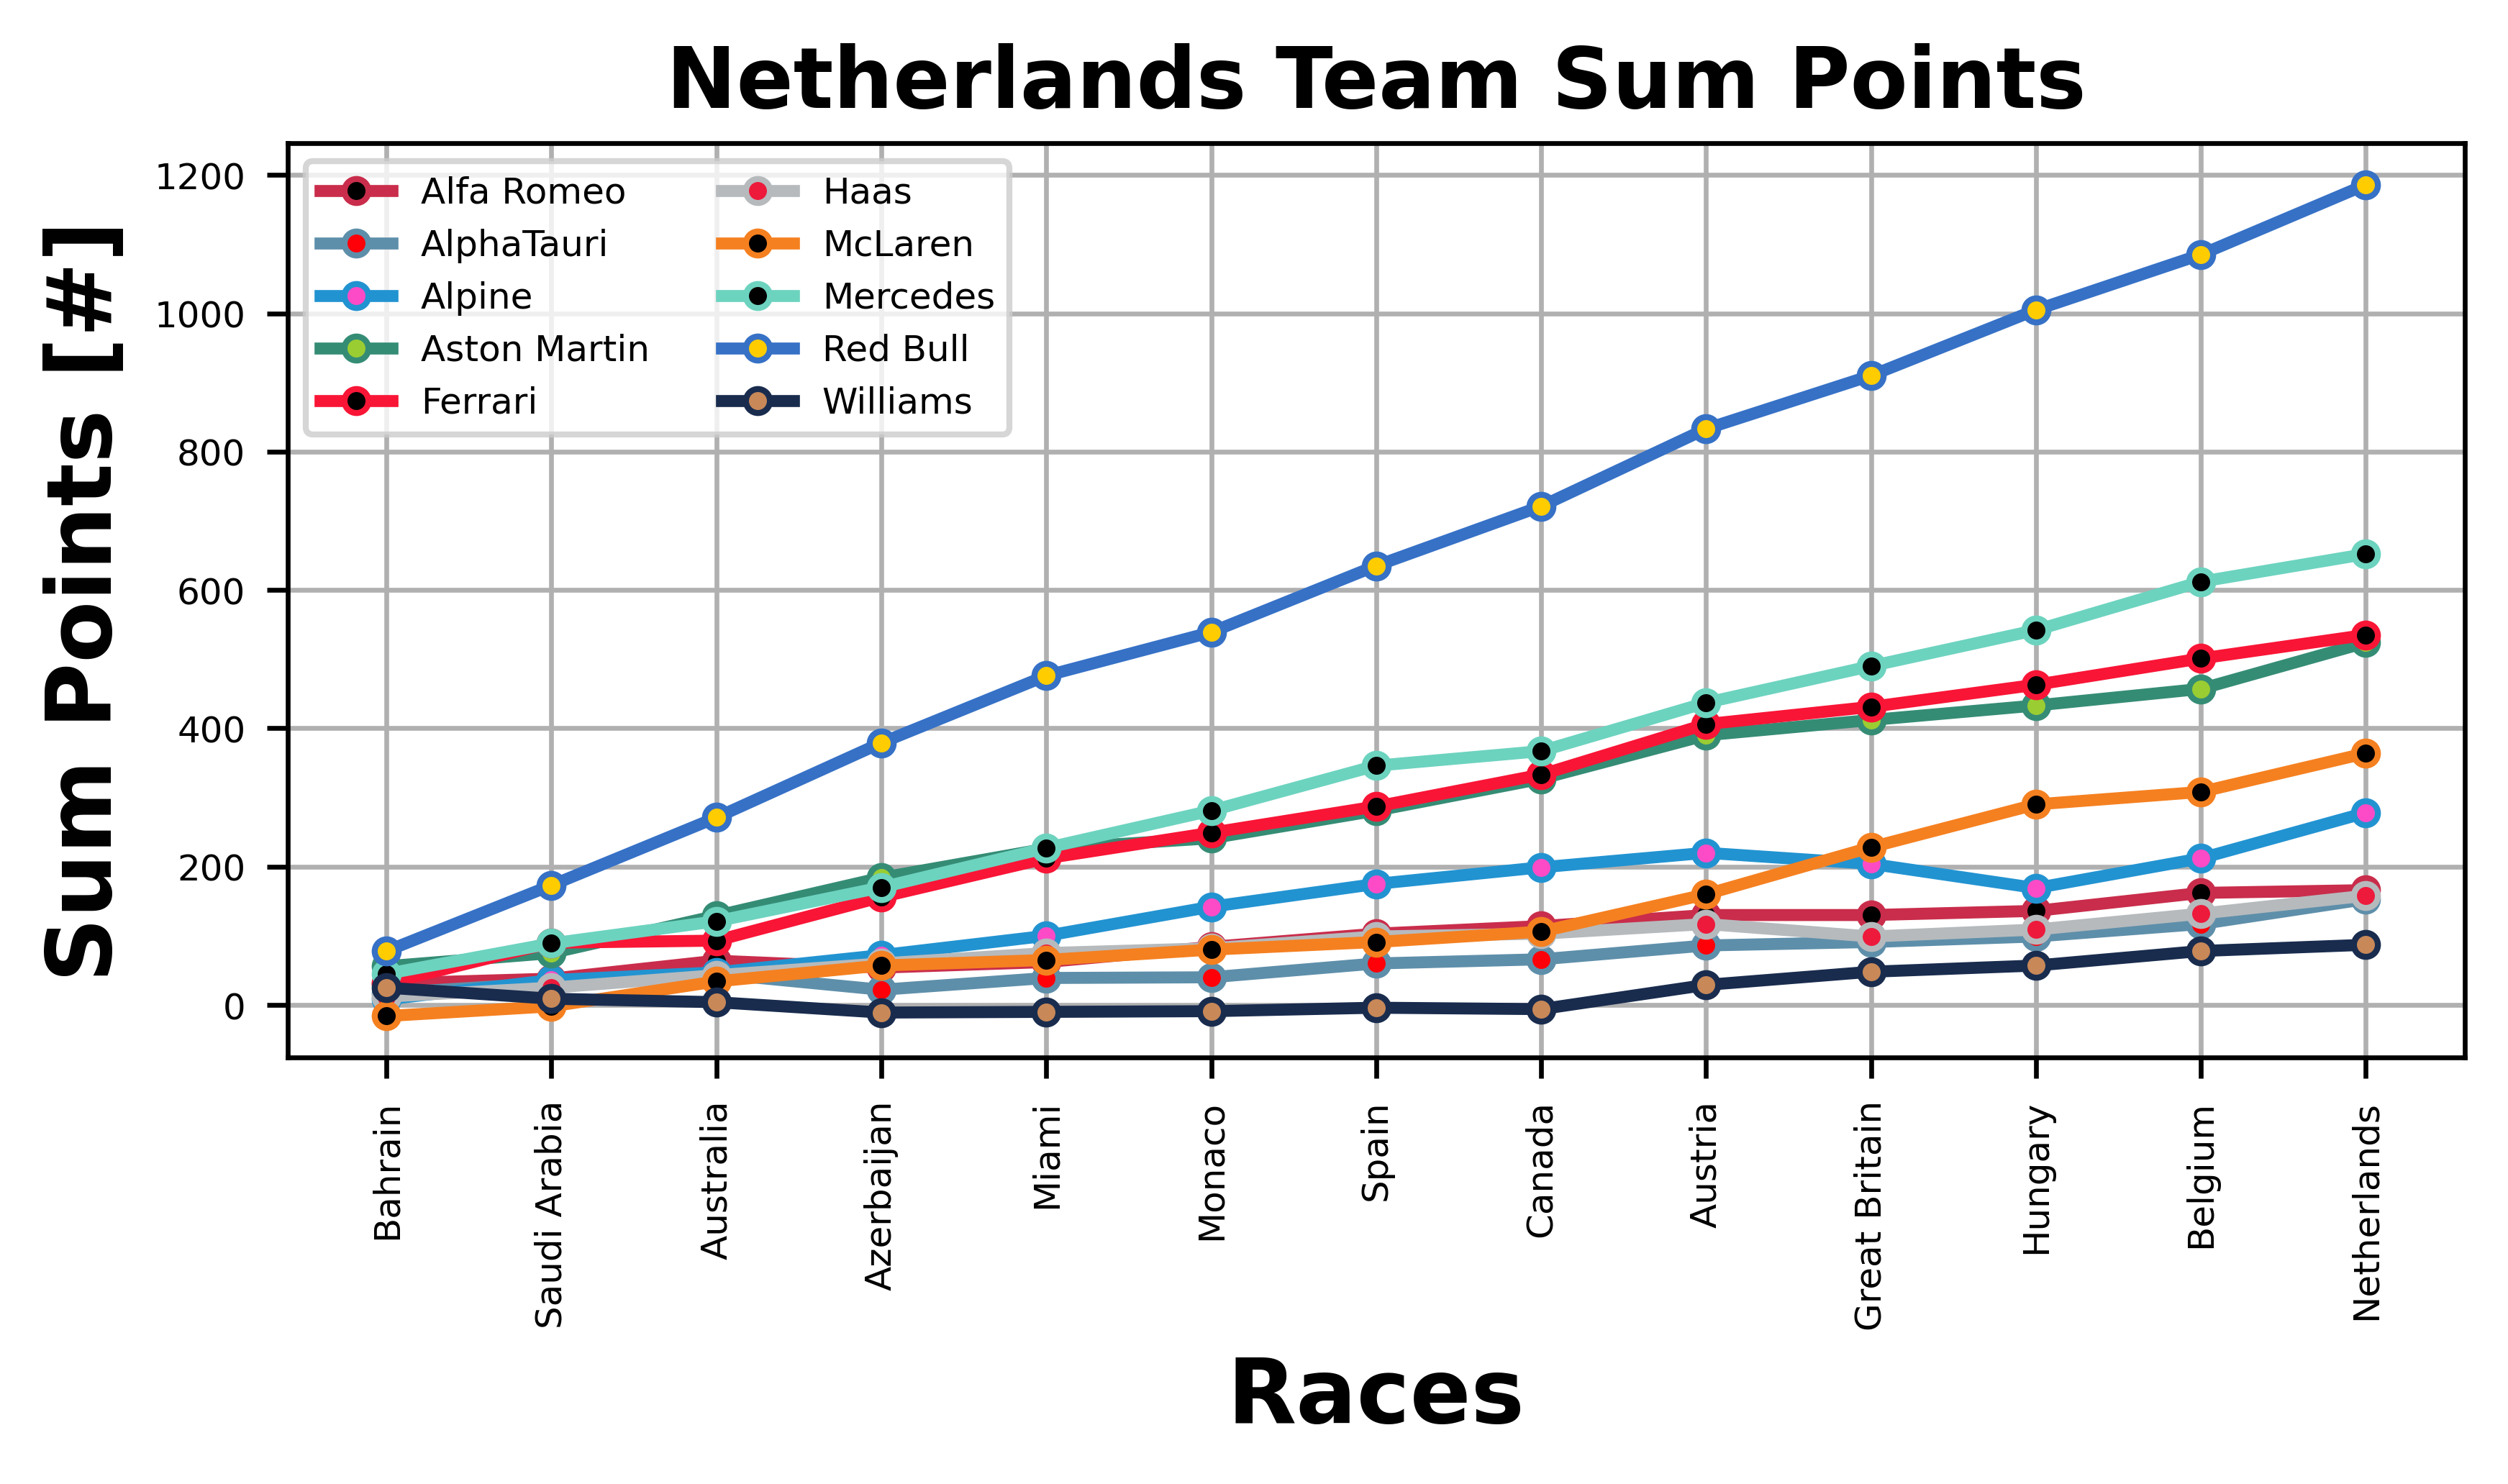 Netherlands Team Sum Points
Sum Points [#]
1200
1000
800
600
400
200
0
Alfa Romeo
AlphaTauri
Alpine
Aston Martin
Ferrari
Haas
McLaren
Mercedes
Red Bull
Williams
Bahrain
Saudi Arabia
Australia
Azerbaijan
Miami
Monaco
Spain
Canada
Austria
Great Britain
Hungary
Belgium
Netherlands
Races